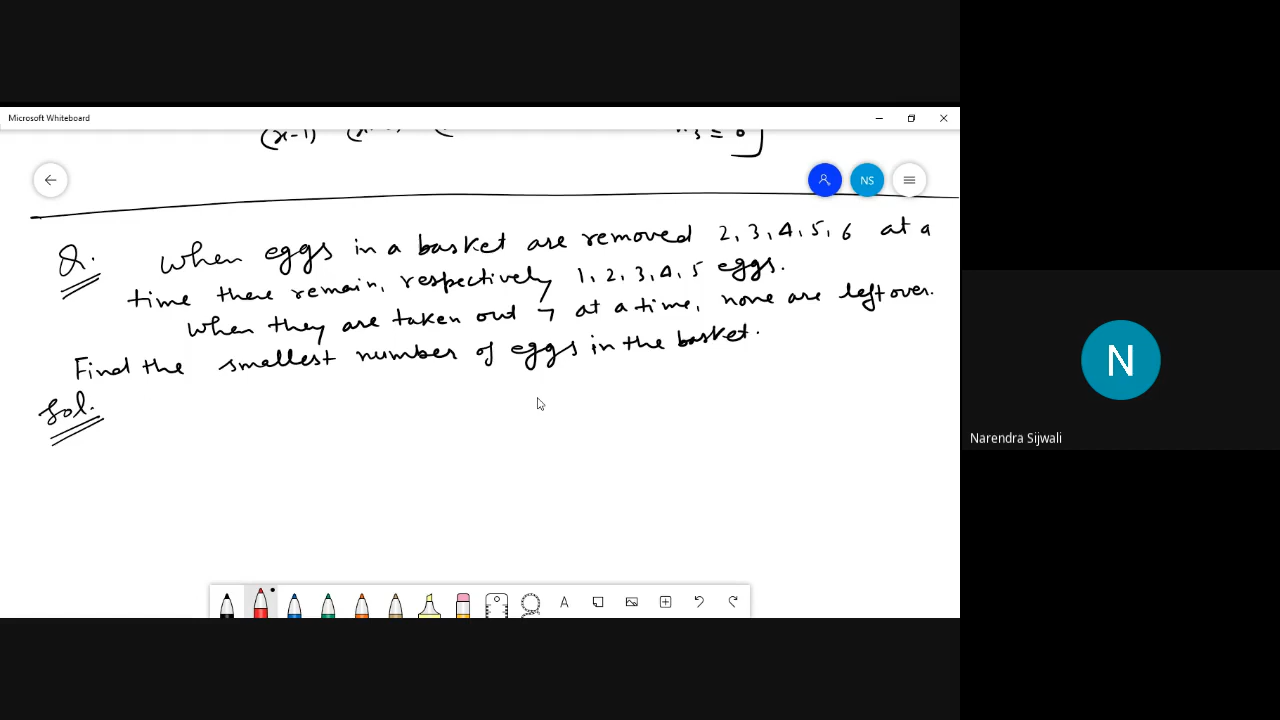 Microsoft Whiteboard
(x-1)
NS
Q. When eggs in a basket are removed 2, 3, 4, 5, 6 at a
time there remain, respectively 1, 2, 3, 4, 5 eggs.
When they are taken out 7 at a time, none are left over.
Find the smallest number of eggs in the basket.
Sol.
N
Narendra Sijwali
A